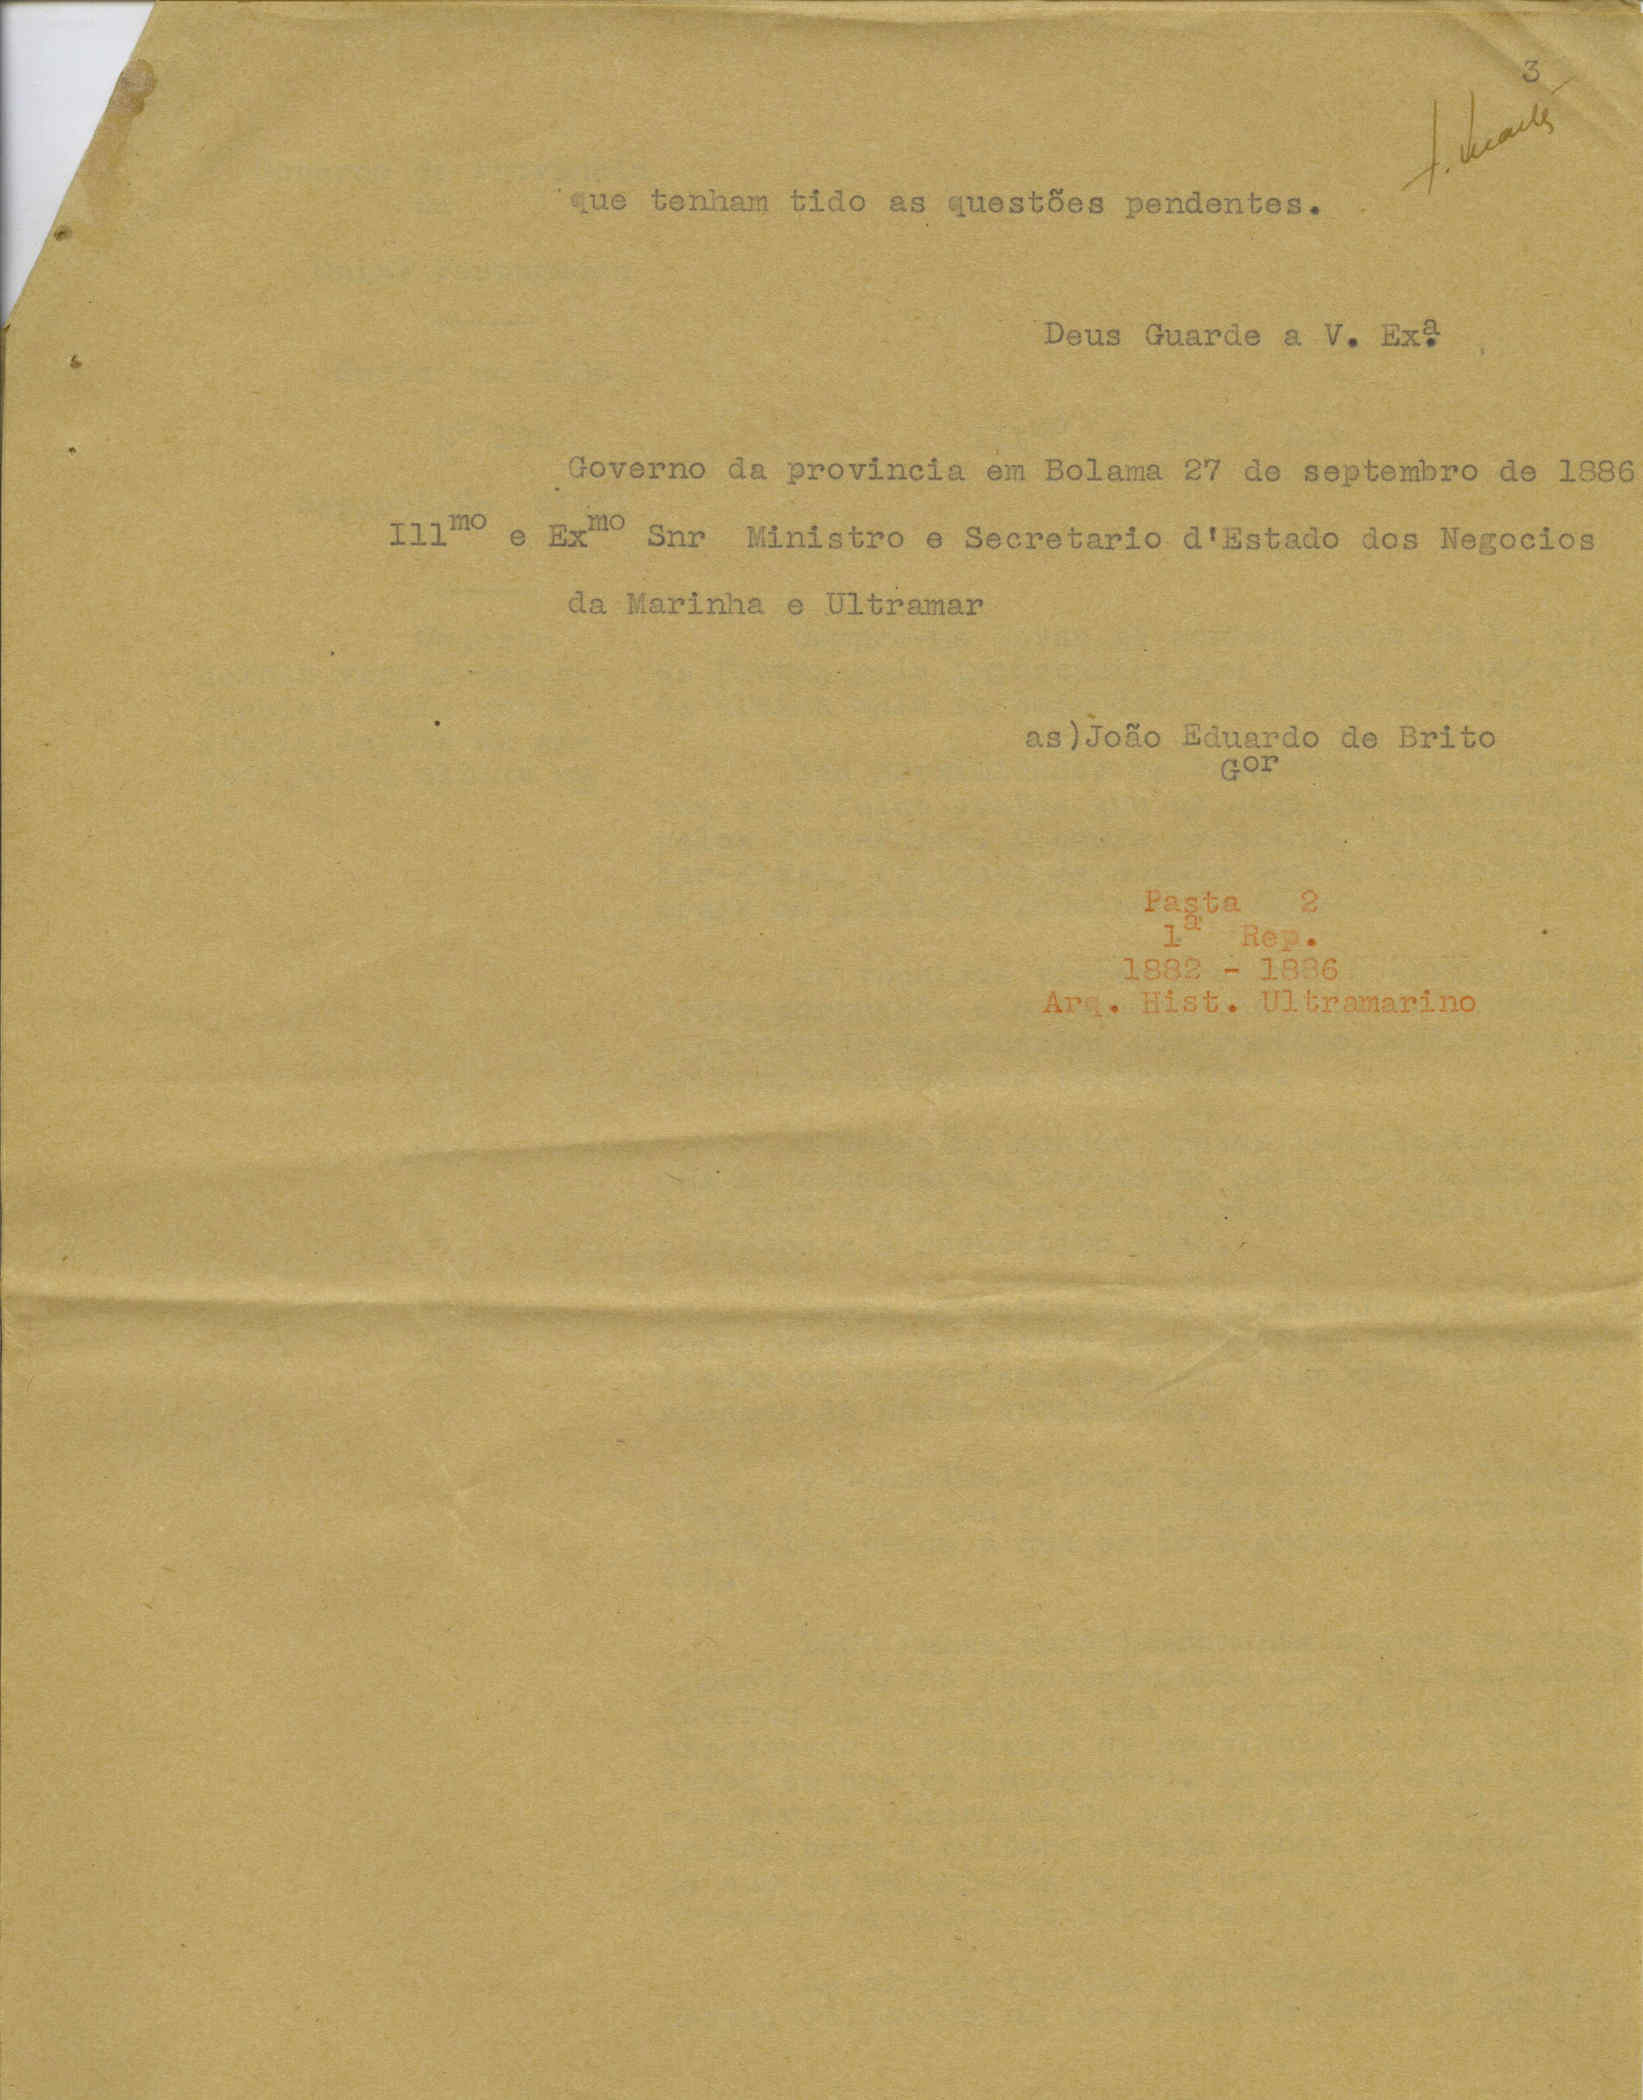 3
que tenham tido as questões pendentes.
Deus Guarde a V. Exª.
Governo da provincia em Bolama 27 de septembro de 1886
Illmo e Exmo Snr Ministro e Secretario d'Estado dos Negocios
da Marinha e Ultramar
as)João Eduardo de Brito
Gor
Pasta 2
1ª Rep.
1882 - 1886
Arq. Hist. Ultramarino